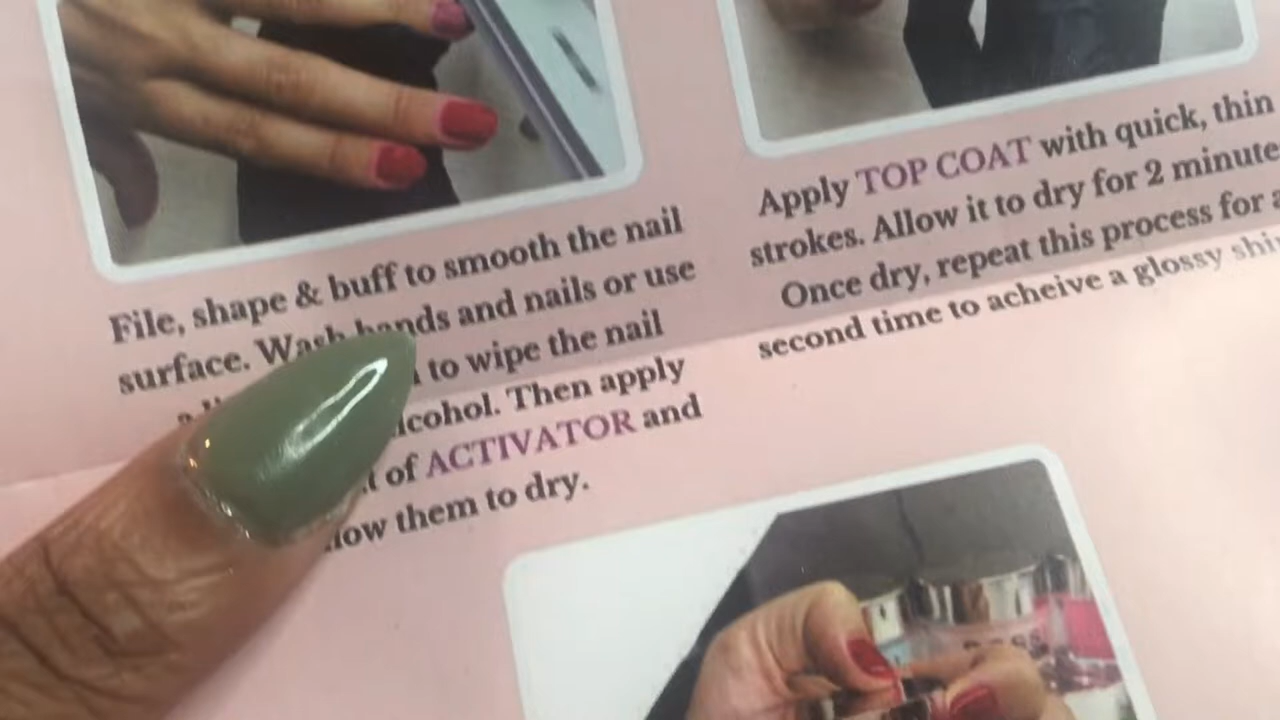 File, shape & buff to smooth the nail
surface. Wash hands and nails or use
to wipe the nail
Then apply
of ACTIVATOR and
them to dry.
Apply TOP COAT with quick, thin
strokes. Allow it to dry for 2 minute
Once dry, repeat this process for a
second time to acheive a glossy